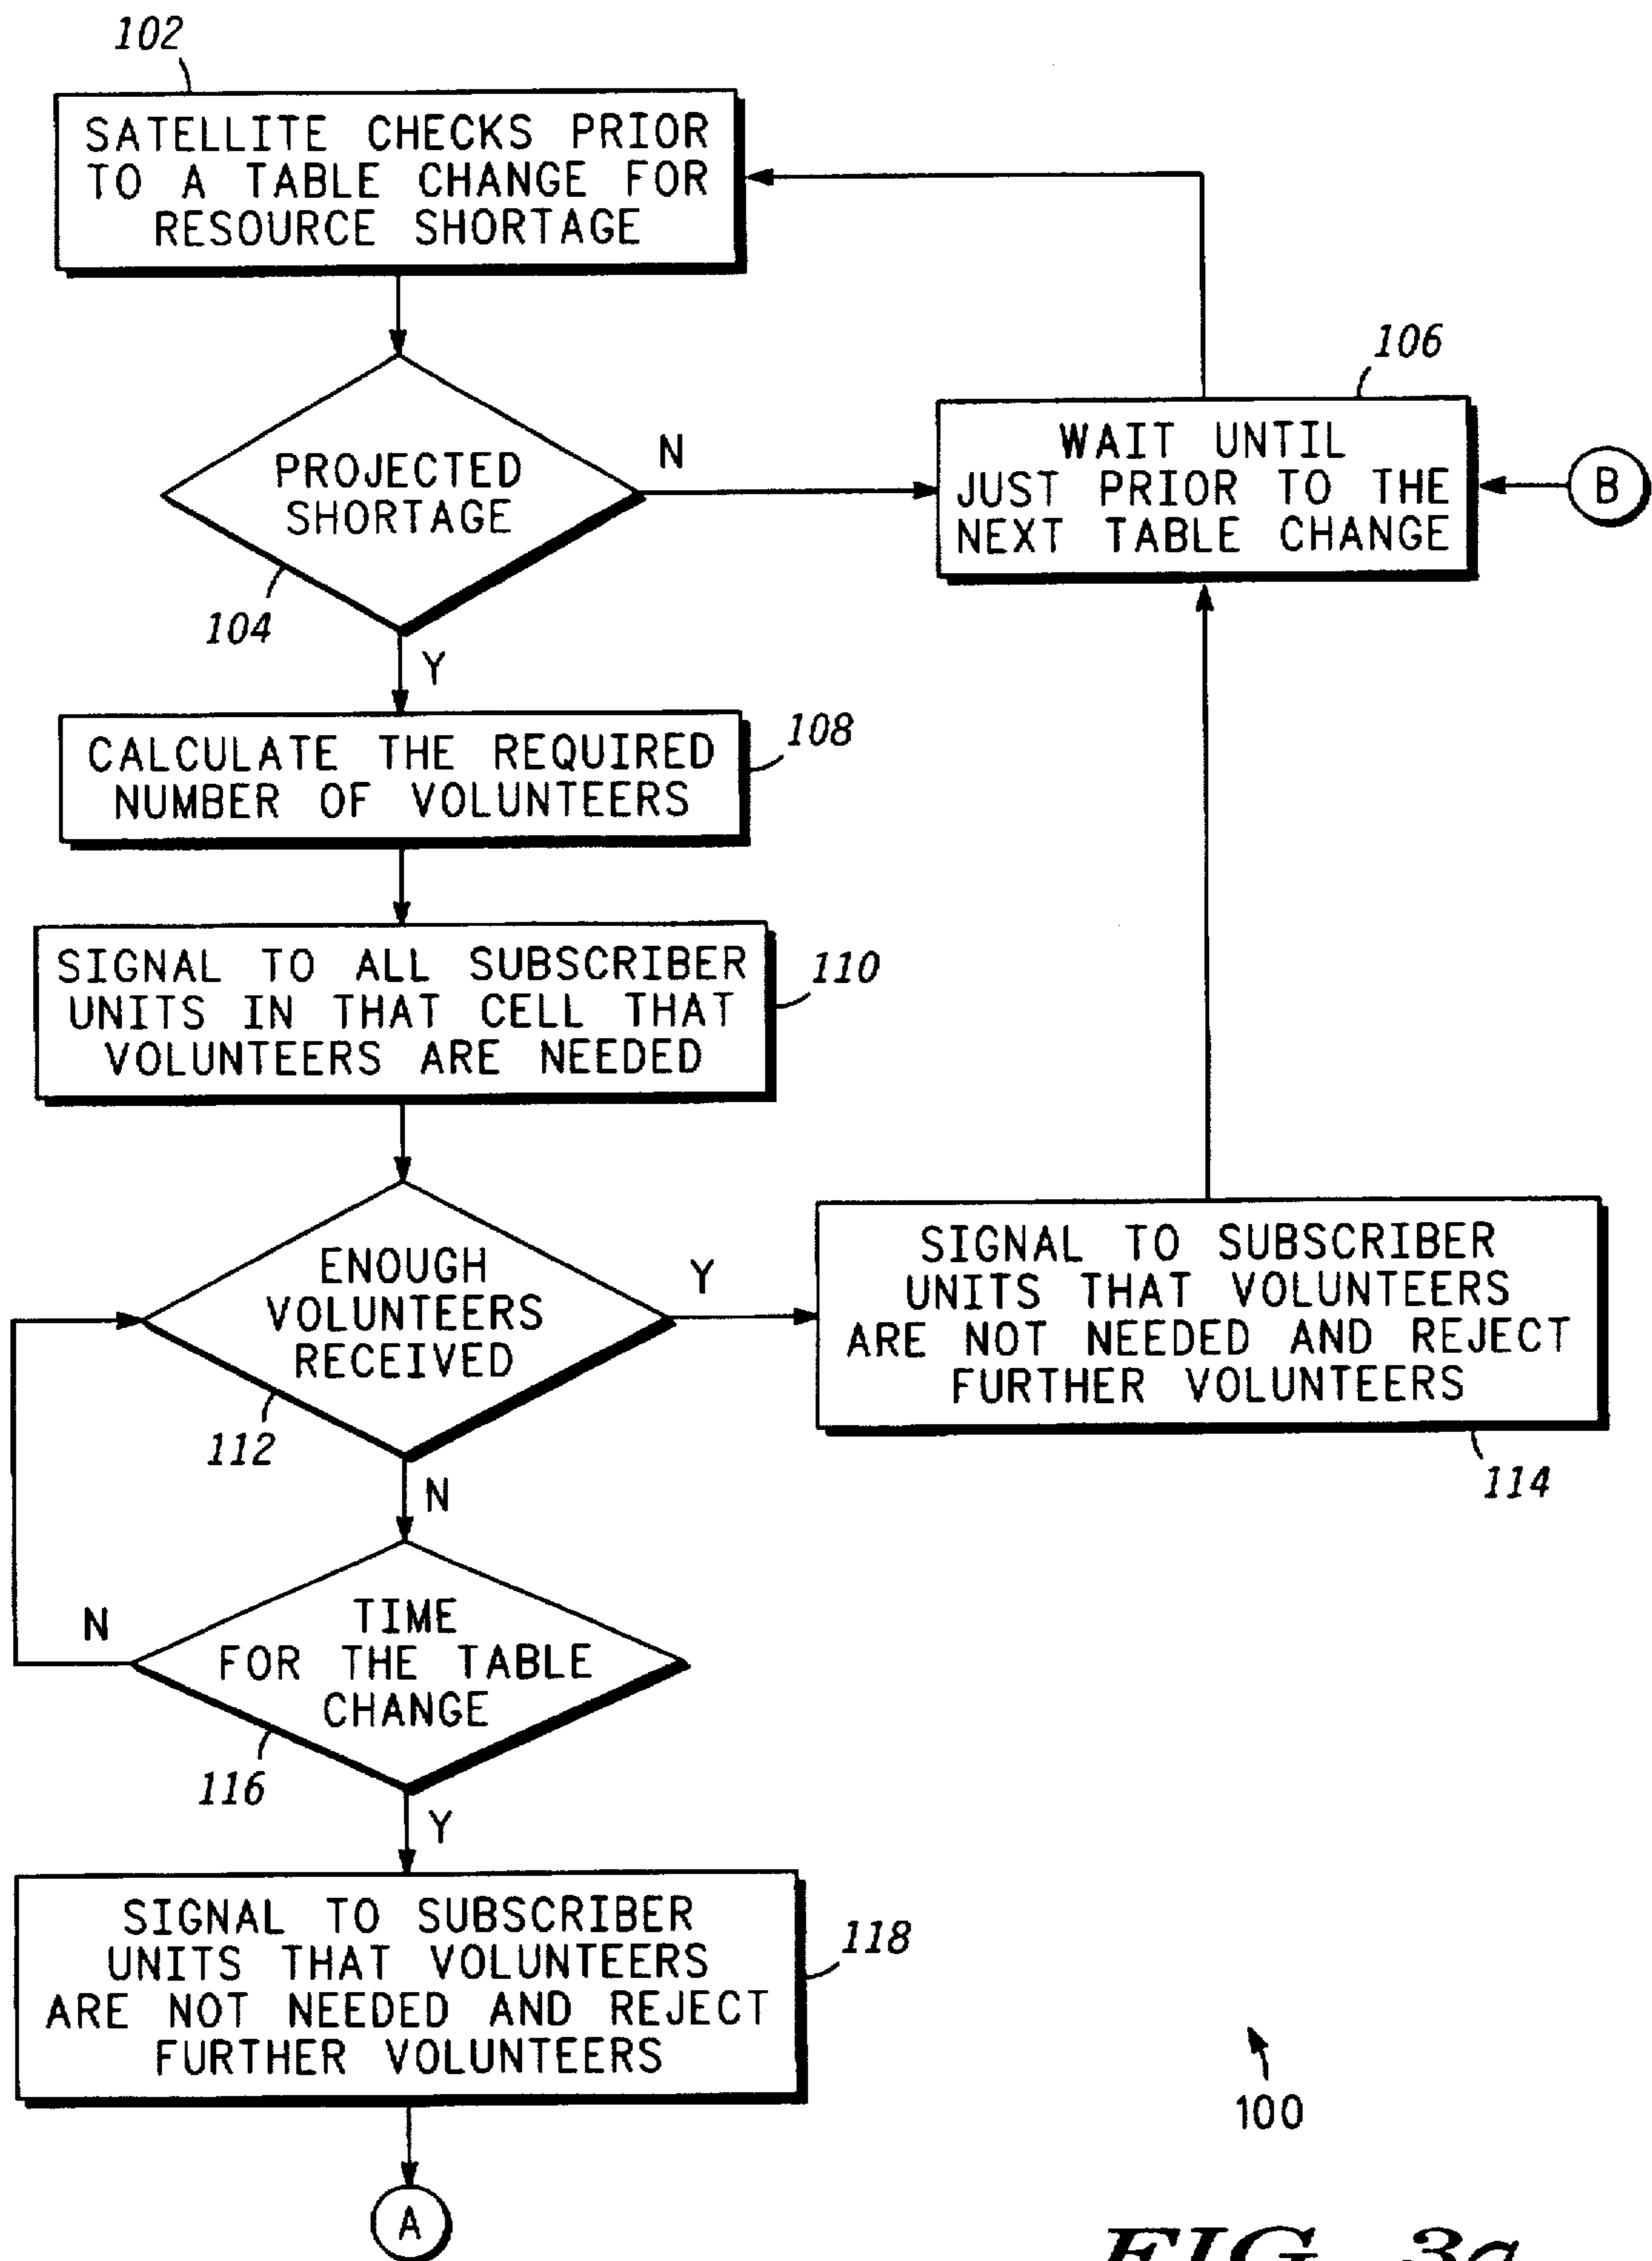 102
SATELLITE CHECKS PRIOR
TO A TABLE CHANGE FOR
RESOURCE SHORTAGE
106
WAIT UNTIL
JUST PRIOR TO THE
NEXT TABLE CHANGE
B
PROJECTED
SHORTAGE
N
104
Y
108
CALCULATE THE REQUIRED
NUMBER OF VOLUNTEERS
110
SIGNAL TO ALL SUBSCRIBER
UNITS IN THAT CELL THAT
VOLUNTEERS ARE NEEDED
ENOUGH
VOLUNTEERS
RECEIVED
Y
112
N
SIGNAL TO SUBSCRIBER
UNITS THAT VOLUNTEERS
ARE NOT NEEDED AND REJECT
FURTHER VOLUNTEERS
114
TIME
FOR THE TABLE
CHANGE
N
116
Y
SIGNAL TO SUBSCRIBER
UNITS THAT VOLUNTEERS
ARE NOT NEEDED AND REJECT
FURTHER VOLUNTEERS
118
100
A
FIG. 3a